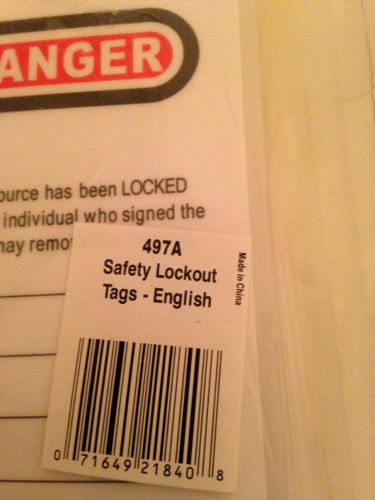 ANGER
ource has been LOCKED
individual who signed the
nay remo
497A
Safety Lockout
Tags - English
Made in China
0 71649 21840 8